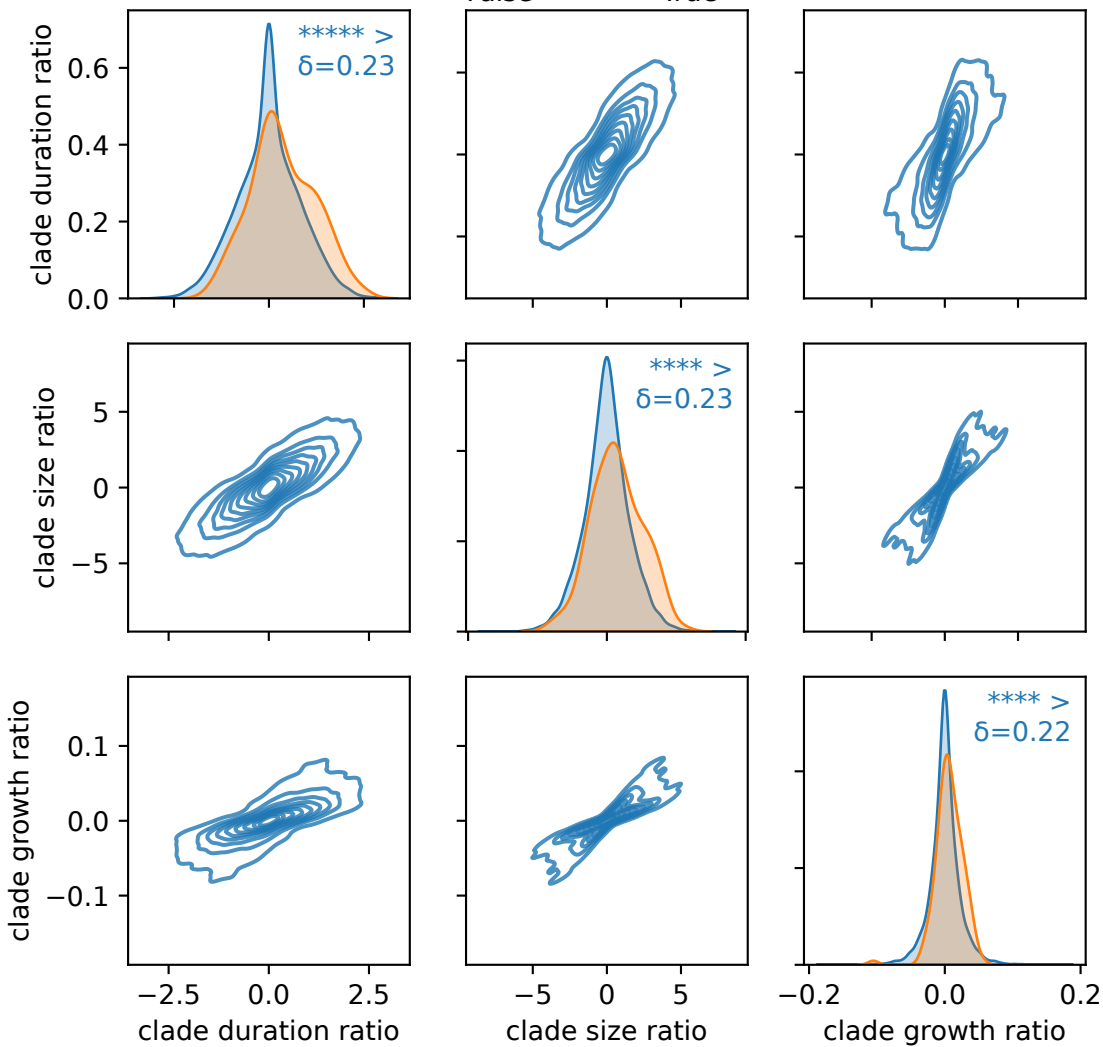 ***** >
δ=0.23
clade duration ratio
0.6
0.4
0.2
0.0
**** >
δ=0.23
clade size ratio
5
0
−5
**** >
δ=0.22
clade growth ratio
0.1
0.0
−0.1
−2.5 0.0 2.5
−5 0 5
−0.2 0.0 0.2
clade duration ratio
clade size ratio
clade growth ratio